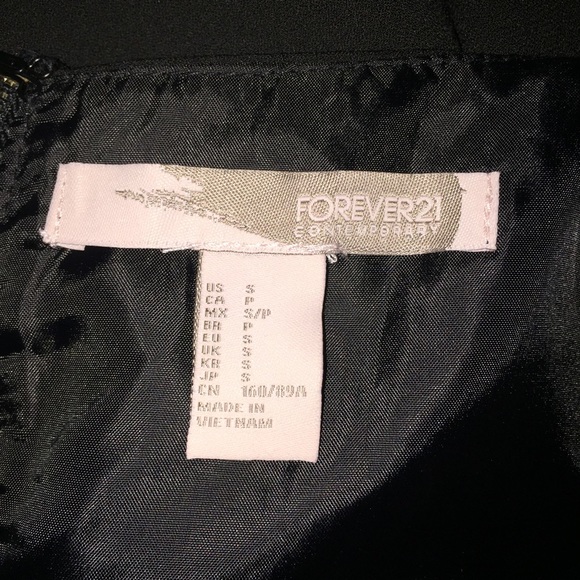 FOREVER21
CONTEMPORARY
US S
CA P
MX S/P
BR P
EU S
UK S
KR S
JP S
CN 160/89A
MADE IN
VIETNAM